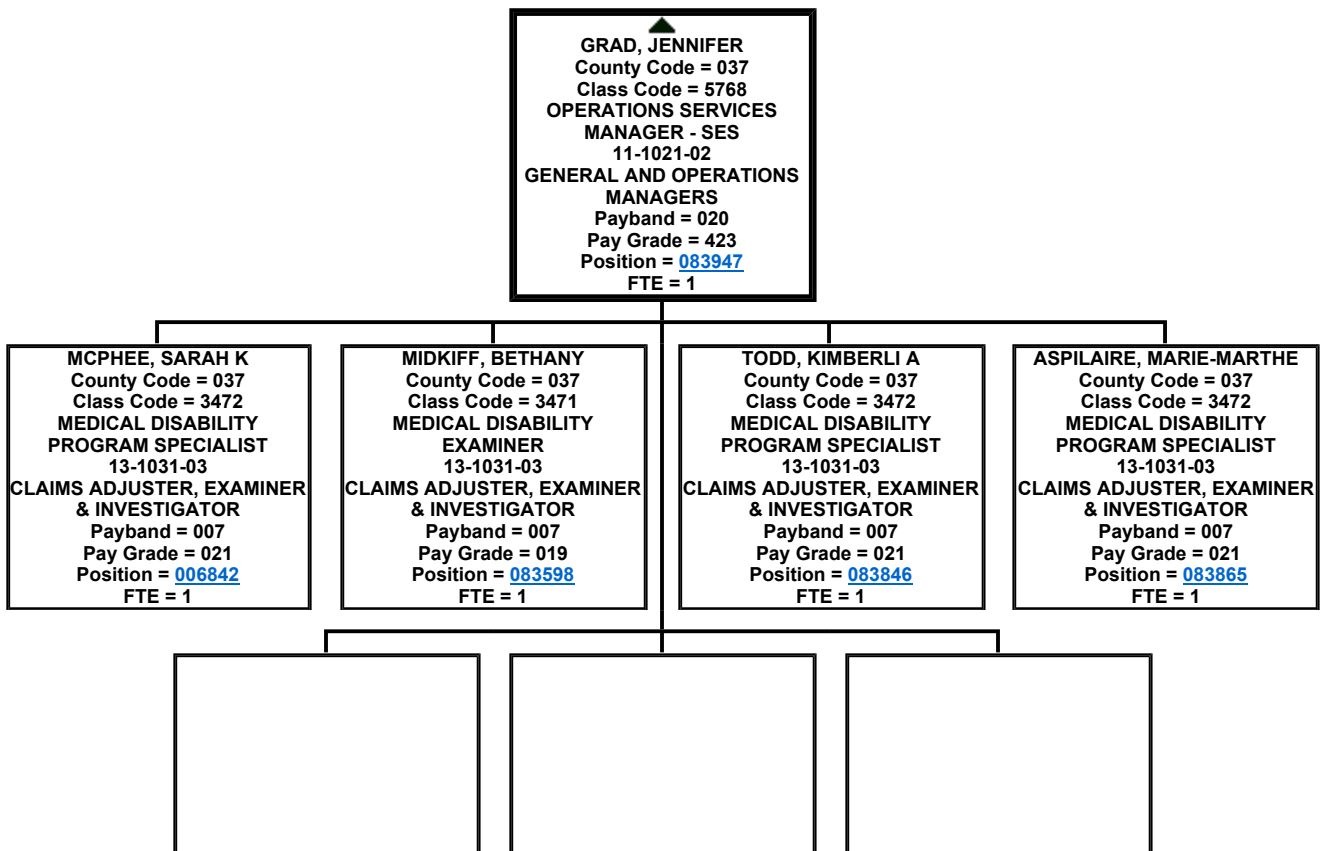 GRAD, JENNIFER
County Code = 037
Class Code = 5768
OPERATIONS SERVICES
MANAGER - SES
11-1021-02
GENERAL AND OPERATIONS
MANAGERS
Payband = 020
Pay Grade = 423
Position = 083947
FTE = 1
MCPHEE, SARAH K
County Code = 037
Class Code = 3472
MEDICAL DISABILITY
PROGRAM SPECIALIST
13-1031-03
CLAIMS ADJUSTER, EXAMINER
& INVESTIGATOR
Payband = 007
Pay Grade = 021
Position = 006842
FTE = 1
MIDKIFF, BETHANY
County Code = 037
Class Code = 3471
MEDICAL DISABILITY
EXAMINER
13-1031-03
CLAIMS ADJUSTER, EXAMINER
& INVESTIGATOR
Payband = 007
Pay Grade = 019
Position = 083598
FTE = 1
TODD, KIMBERLI A
County Code = 037
Class Code = 3472
MEDICAL DISABILITY
PROGRAM SPECIALIST
13-1031-03
CLAIMS ADJUSTER, EXAMINER
& INVESTIGATOR
Payband = 007
Pay Grade = 021
Position = 083846
FTE = 1
ASPILAIRE, MARIE-MARTHE
County Code = 037
Class Code = 3472
MEDICAL DISABILITY
PROGRAM SPECIALIST
13-1031-03
CLAIMS ADJUSTER, EXAMINER
& INVESTIGATOR
Payband = 007
Pay Grade = 021
Position = 083865
FTE = 1